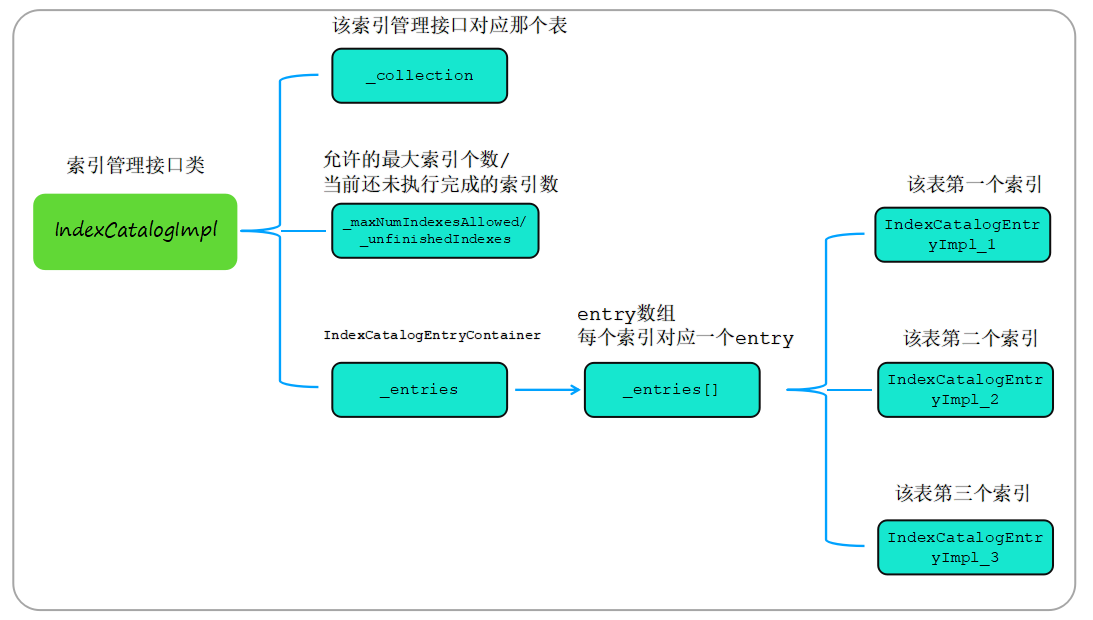 该索引管理接口对应那个表
_collection
索引管理接口类
IndexCatalogImpl
允许的最大索引个数/
当前还未执行完成的索引数
_maxNumIndexesAllowed/
_unfinishedIndexes
IndexCatalogEntryContainer
_entries
entry数组
每个索引对应一个entry
_entries[]
该表第一个索引
IndexCatalogEntr
yImpl_1
该表第二个索引
IndexCatalogEntr
yImpl_2
该表第三个索引
IndexCatalogEntr
yImpl_3